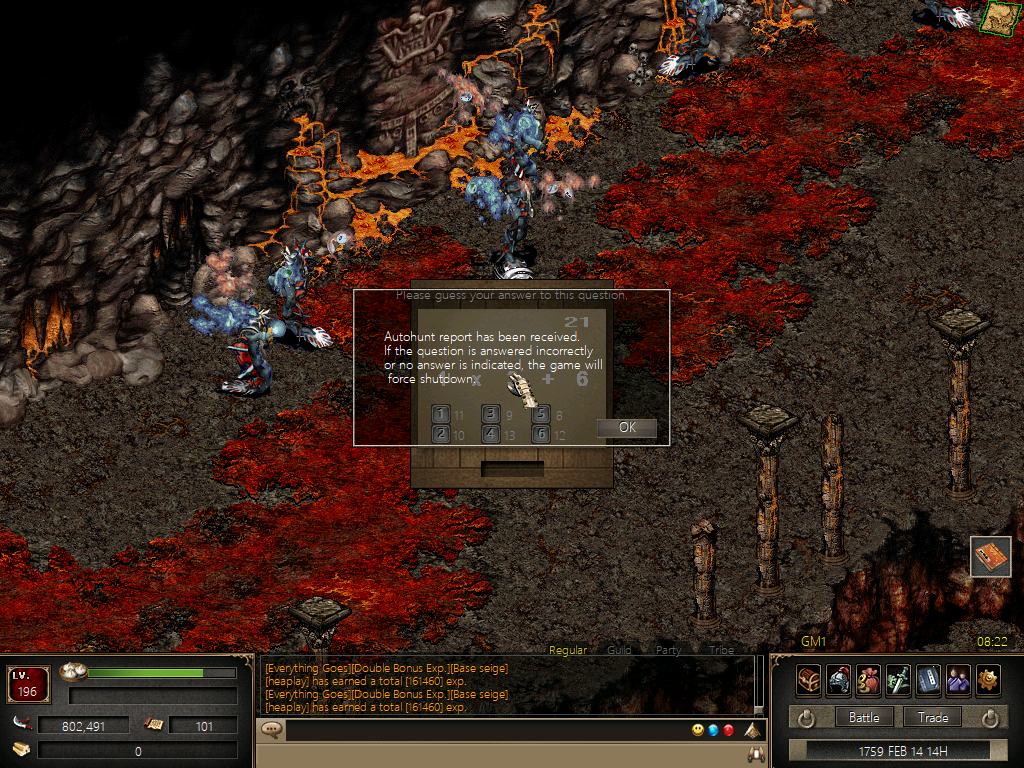 Please guess your answer to this question.
21
Autohunt report has been received.
If the question is answered incorrectly
or no answer is indicated, the game will
force shutdown.
x + 6
1 11 3 9 5 8
2 10 4 13 6 12
OK
GM1 08:22
Regular Guild Party Tribe
[Everything Goes][Double Bonus Exp.][Base seige]
[heaplay] has earned a total [161460] exp.
[Everything Goes][Double Bonus Exp.][Base seige]
[heaplay] has earned a total [161460] exp.
LV.
196
802,491 101
0
Battle Trade
1759 FEB 14 14H